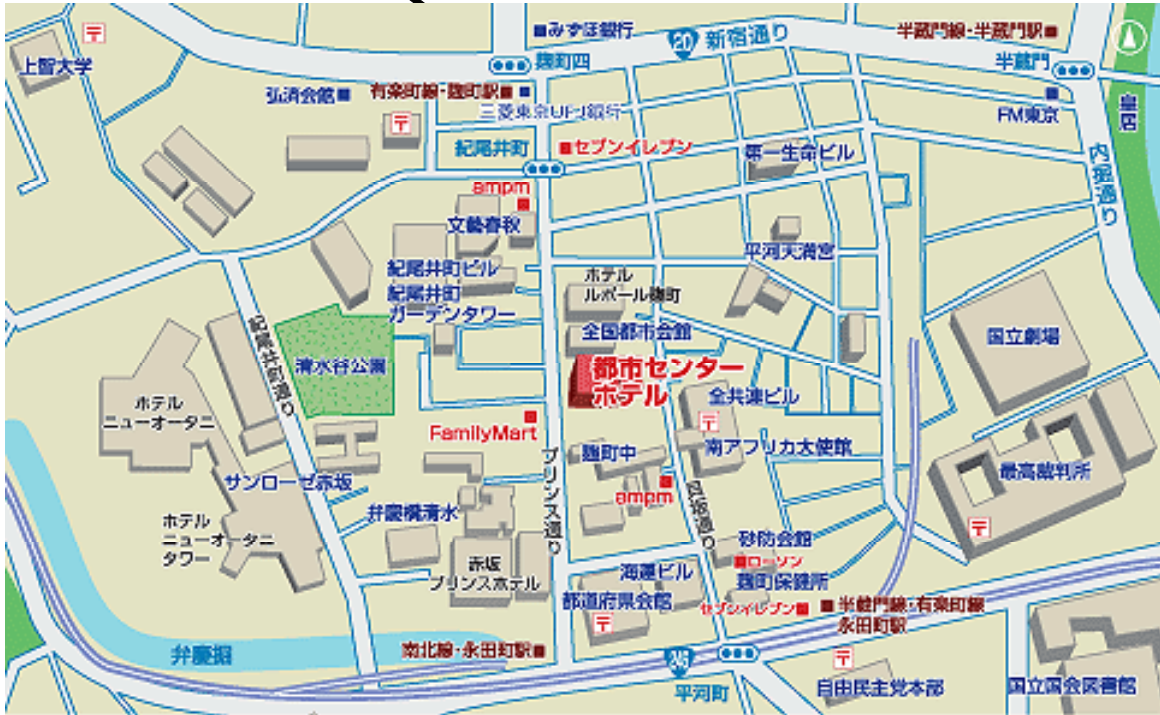 みずほ銀行
20
新宿通り
半蔵門線・半蔵門駅
上智大学
麹町四
半蔵門
弘済会館
有楽町線・麹町駅
三菱東京UFJ銀行
FM東京
皇居
紀尾井町
セブンイレブン
第一生命ビル
内堀通り
ampm
文藝春秋
平河天満宮
紀尾井町ビル
ホテル
ルポール麹町
紀尾井町
ガーデンタワー
全国都市会館
国立劇場
紀尾井町通り
清水谷公園
都市センター
ホテル
ホテル
ニューオータニ
全共連ビル
FamilyMart
麹町中
南アフリカ大使館
プリンス通り
最高裁判所
サンローゼ赤坂
ampm
貝坂通り
弁慶橋清水
ホテル
ニューオータニ
タワー
砂防会館
ローソン
赤坂
プリンスホテル
海運ビル
麹町保健所
都道府県会館
セブンイレブン
半蔵門線・有楽町線
永田町駅
弁慶堀
南北線・永田町駅
246
平河町
自由民主党本部
国立国会図書館